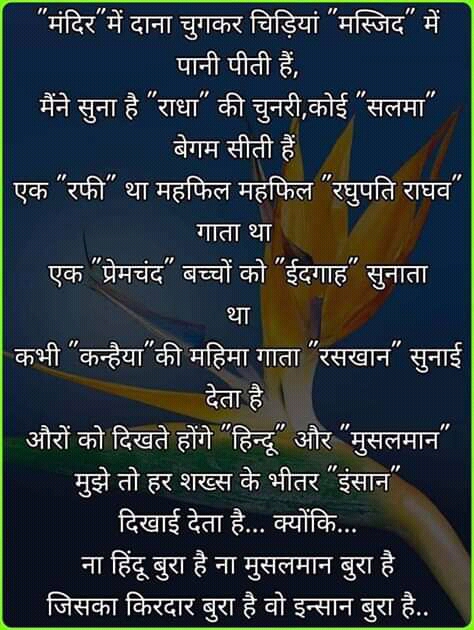 "मंदिर"में दाना चुगकर चिड़ियां "मस्जिद" में
पानी पीती हैं,
मैंने सुना है "राधा" की चुनरी,कोई "सलमा"
बेगम सीती हैं
एक "रफी" था महफिल महफिल "रघुपति राघव"
गाता था
एक "प्रेमचंद" बच्चों को "ईदगाह" सुनाता
था
कभी "कन्हैया"की महिमा गाता "रसखान" सुनाई
देता है
औरों को दिखते होंगे "हिन्दू" और "मुसलमान"
मुझे तो हर शख्स के भीतर "इंसान"
दिखाई देता है... क्योंकि...
ना हिंदू बुरा है ना मुसलमान बुरा है
जिसका किरदार बुरा है वो इन्सान बुरा है..